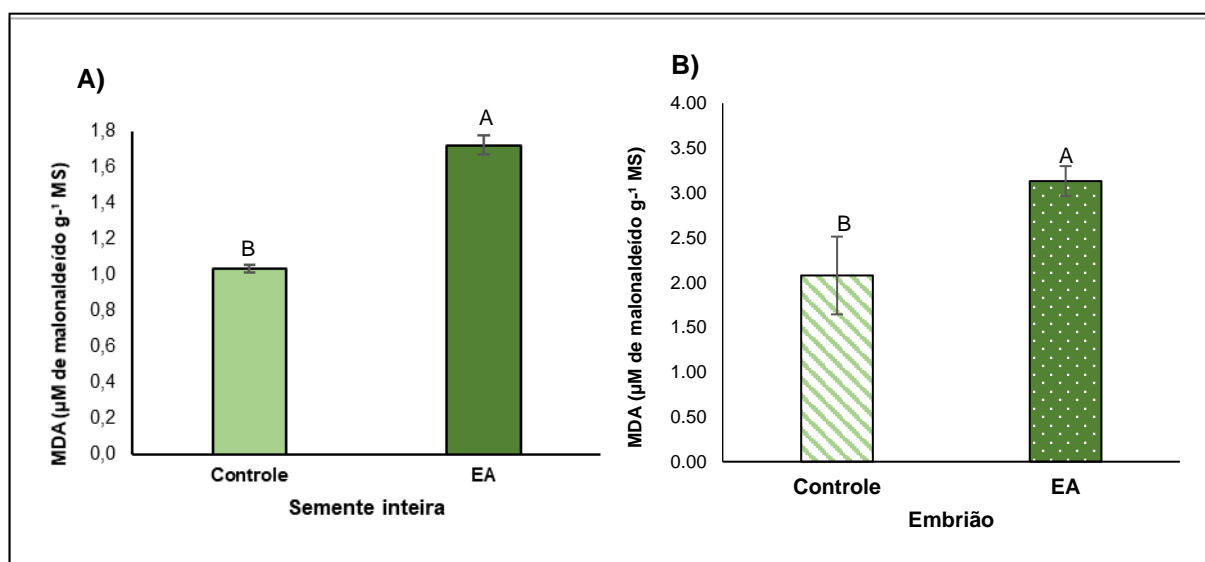 A)
MDA (µM de malonaldeído g-¹ MS)
1,8
1,6
1,4
1,2
1,0
0,8
0,6
0,4
0,2
0,0
B
A
Controle
EA
Semente inteira
B)
MDA (µM de malonaldeído g-¹ MS)
4.00
3.50
3.00
2.50
2.00
1.50
1.00
0.50
0.00
B
A
Controle
EA
Embrião